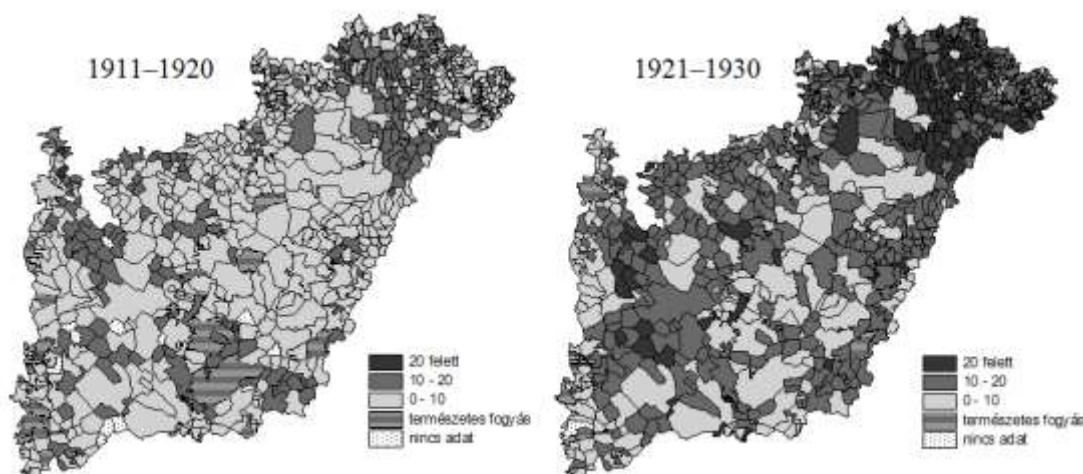 1911–1920
20 felett
10 - 20
0 - 10
természetes fogyás
nincs adat
1921–1930
20 felett
10 - 20
0 - 10
természetes fogyás
nincs adat